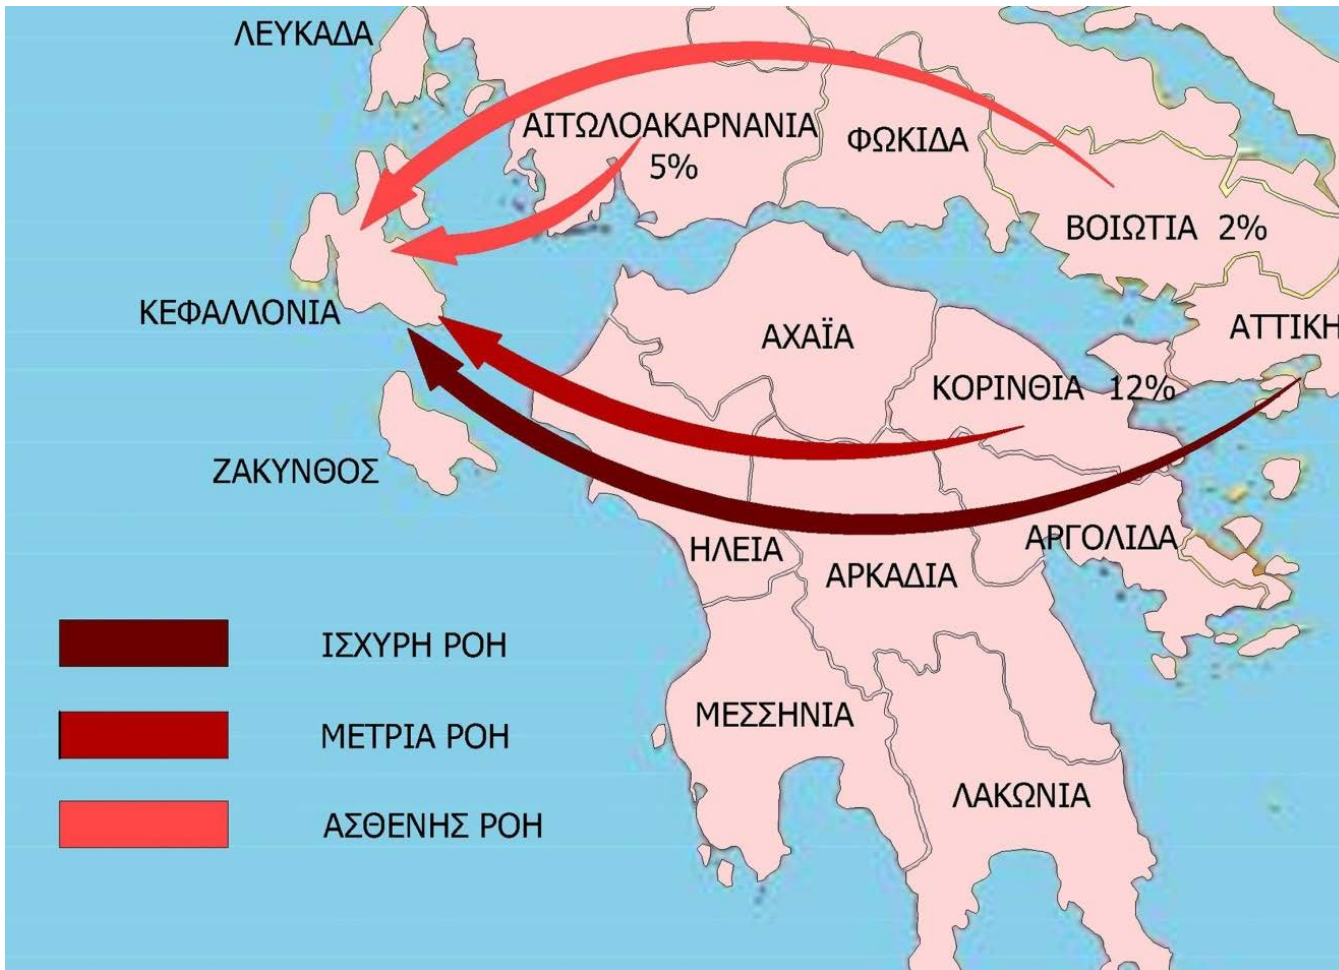 ΛΕΥΚΑΔΑ
ΑΙΤΩΛΟΑΚΑΡΝΑΝΙΑ
5%
ΦΩΚΙΔΑ
ΒΟΙΩΤΙΑ 2%
ΚΕΦΑΛΛΟΝΙΑ
ΑΧΑΪΑ
ΑΤΤΙΚΗ
ΚΟΡΙΝΘΙΑ 12%
ΖΑΚΥΝΘΟΣ
ΗΛΕΙΑ
ΑΡΚΑΔΙΑ
ΑΡΓΟΛΙΔΑ
ΙΣΧΥΡΗ ΡΟΗ
ΜΕΤΡΙΑ ΡΟΗ
ΑΣΘΕΝΗΣ ΡΟΗ
ΜΕΣΣΗΝΙΑ
ΛΑΚΩΝΙΑ